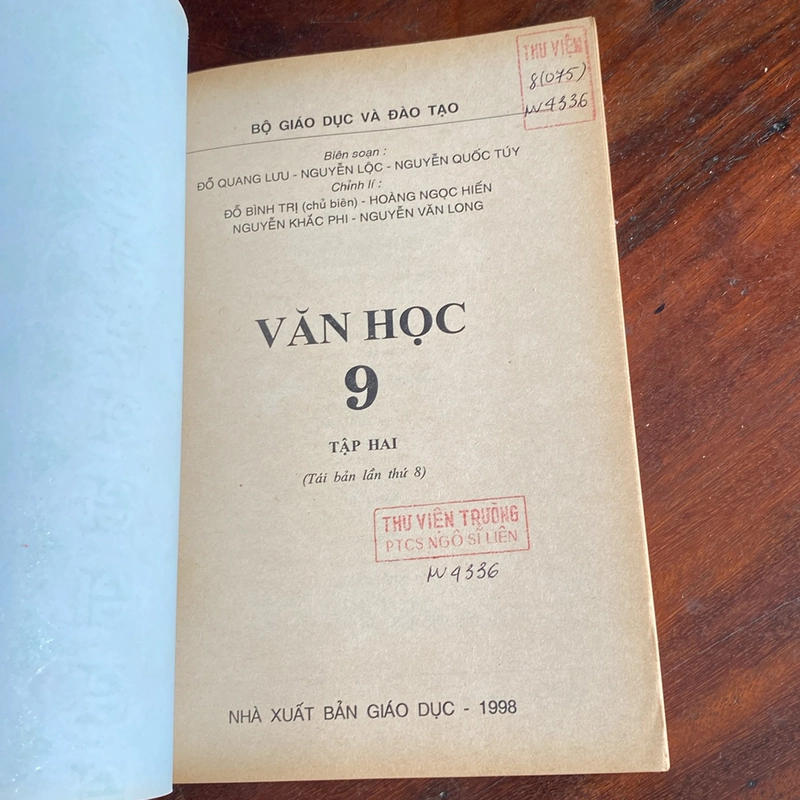 THƯ VIỆN
8(075)
MV4336
BỘ GIÁO DỤC VÀ ĐÀO TẠO
Biên soạn :
ĐỖ QUANG LƯU - NGUYỄN LỘC - NGUYỄN QUỐC TÚY
Chỉnh lí :
ĐỖ BÌNH TRỊ (chủ biên) - HOÀNG NGỌC HIẾN
NGUYỄN KHẮC PHI - NGUYỄN VĂN LONG
VĂN HỌC
9
TẬP HAI
(Tái bản lần thứ 8)
THƯ VIỆN TRƯỜNG
PTCS NGÔ SĨ LIÊN
MV4336
NHÀ XUẤT BẢN GIÁO DỤC - 1998